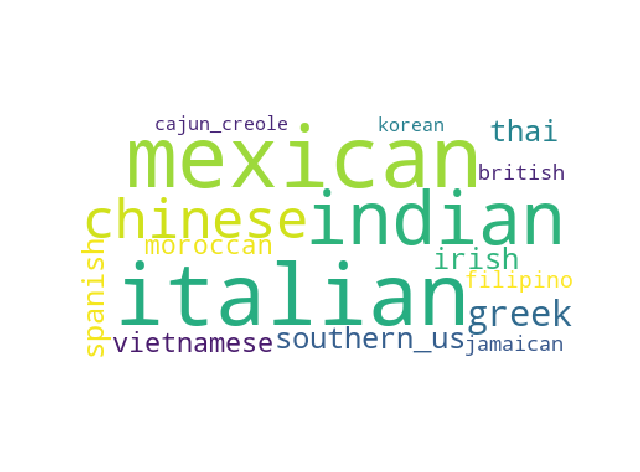 cajun_creole
korean
thai
mexican
british
chinese
indian
moroccan
irish
spanish
italian
filipino
greek
vietnamese
southern_us
jamaican